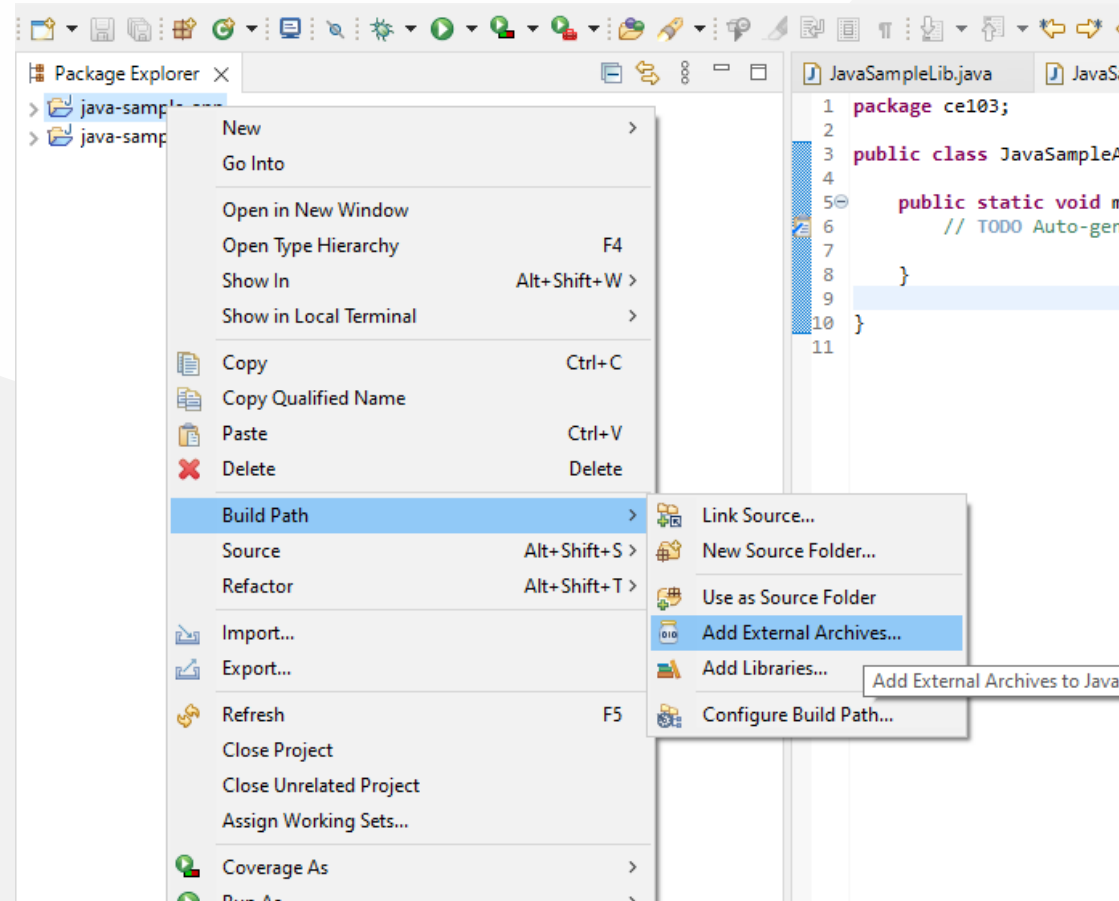 Package Explorer
JavaSampleLib.java
JavaS
java-sample-app
java-samp
1 package ce103;
2
3 public class JavaSampleA
4
5 public static void m
6 // TODO Auto-gen
7
8 }
9
10 }
11
New
Go Into
Open in New Window
Open Type Hierarchy F4
Show In Alt+Shift+W
Show in Local Terminal
Copy Ctrl+C
Copy Qualified Name
Paste Ctrl+V
Delete Delete
Build Path
Source Alt+Shift+S
Refactor Alt+Shift+T
Import...
Export...
Refresh F5
Close Project
Close Unrelated Project
Assign Working Sets...
Coverage As
Run As
Link Source...
New Source Folder...
Use as Source Folder
010
Add External Archives...
Add Libraries...
Add External Archives to Java
Configure Build Path...